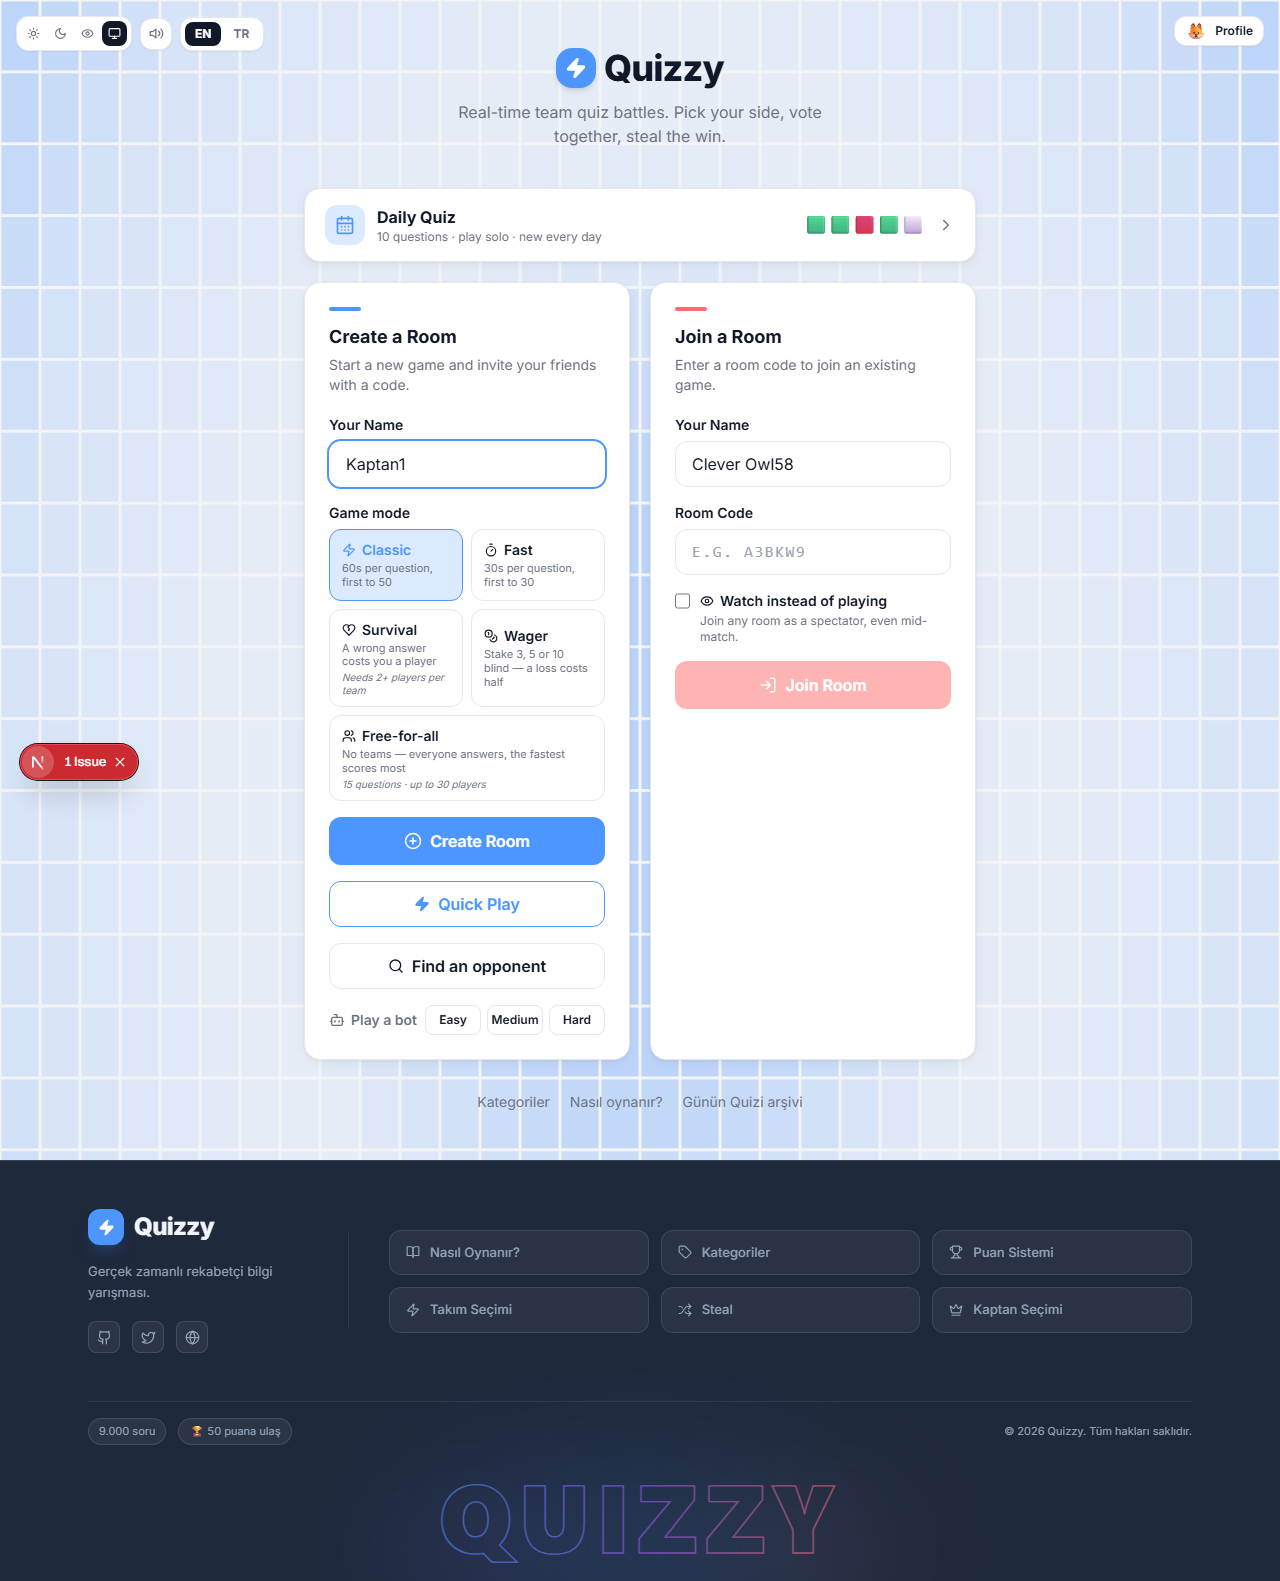 EN
TR
Profile
Quizzy
Real-time team quiz battles. Pick your side, vote
together, steal the win.
Daily Quiz
10 questions · play solo · new every day
Create a Room
Start a new game and invite your friends
with a code.
Your Name
Kaptan1
Game mode
Classic
60s per question,
first to 50
Fast
30s per question,
first to 30
Survival
A wrong answer
costs you a player
Needs 2+ players per
team
Wager
Stake 3, 5 or 10
blind — a loss costs
half
Free-for-all
No teams — everyone answers, the fastest
scores most
15 questions · up to 30 players
Create Room
Quick Play
Find an opponent
Play a bot
Easy
Medium
Hard
Join a Room
Enter a room code to join an existing
game.
Your Name
Clever Owl58
Room Code
E.G. A3BKW9
Watch instead of playing
Join any room as a spectator, even mid-
match.
Join Room
N
1 Issue
Kategoriler
Nasıl oynanır?
Günün Quizi arşivi
Quizzy
Gerçek zamanlı rekabetçi bilgi
yarışması.
Nasıl Oynanır?
Kategoriler
Puan Sistemi
Takım Seçimi
Steal
Kaptan Seçimi
9.000 soru
50 puana ulaş
© 2026 Quizzy. Tüm hakları saklıdır.
QUIZZY